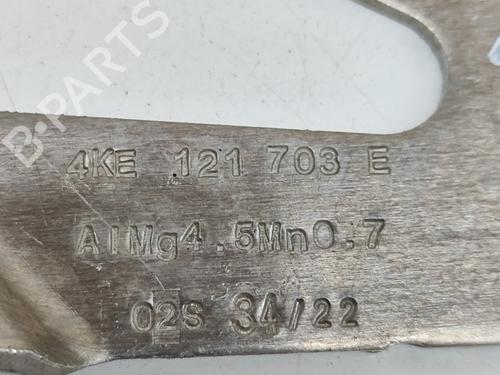 B-PARTS
4KE 121 703 E
AlMg4.5Mn0.7
02S 34/22